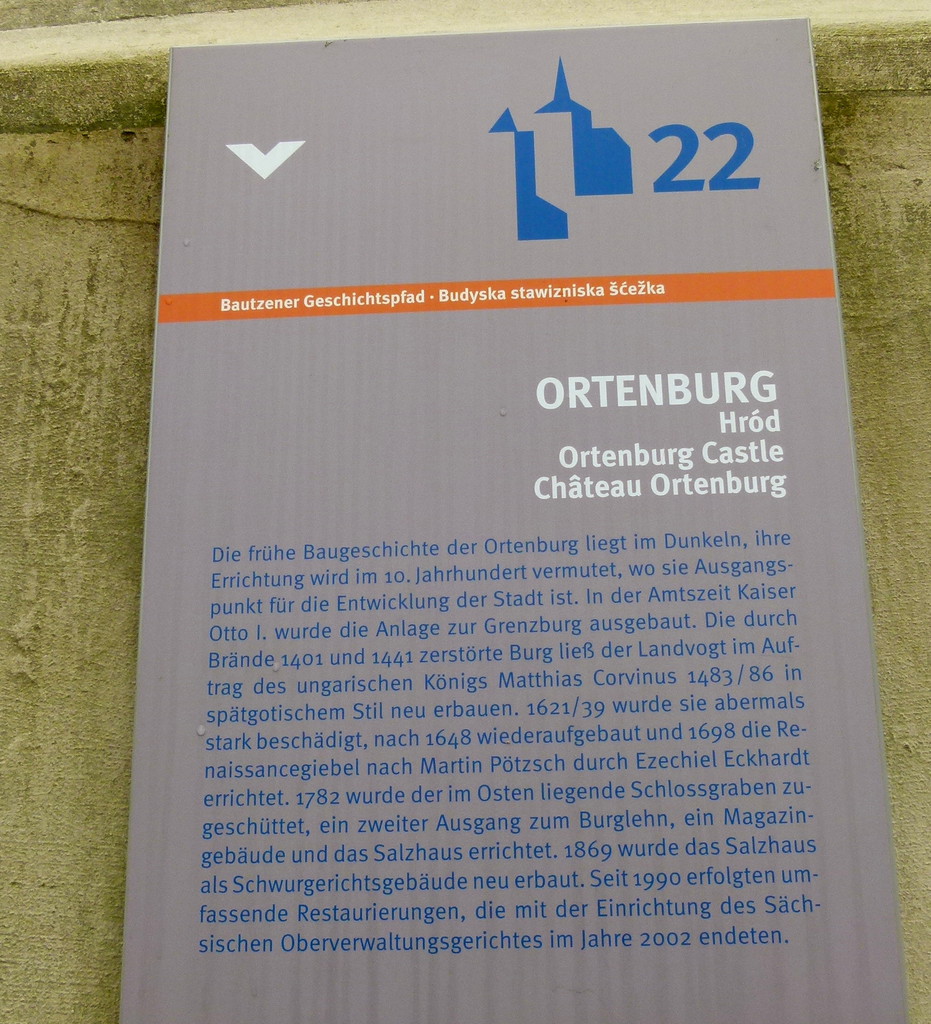 22
Bautzener Geschichtspfad · Budyska stawizniska šćežka
ORTENBURG
Hród
Ortenburg Castle
Château Ortenburg
Die frühe Baugeschichte der Ortenburg liegt im Dunkeln, ihre
Errichtung wird im 10. Jahrhundert vermutet, wo sie Ausgangs-
punkt für die Entwicklung der Stadt ist. In der Amtszeit Kaiser
Otto I. wurde die Anlage zur Grenzburg ausgebaut. Die durch
Brände 1401 und 1441 zerstörte Burg ließ der Landvogt im Auf-
trag des ungarischen Königs Matthias Corvinus 1483/86 in
spätgotischem Stil neu erbauen. 1621/39 wurde sie abermals
stark beschädigt, nach 1648 wiederaufgebaut und 1698 die Re-
naissancegiebel nach Martin Pötzsch durch Ezechiel Eckhardt
errichtet. 1782 wurde der im Osten liegende Schlossgraben zu-
geschüttet, ein zweiter Ausgang zum Burglehn, ein Magazin-
gebäude und das Salzhaus errichtet. 1869 wurde das Salzhaus
als Schwurgerichtsgebäude neu erbaut. Seit 1990 erfolgten um-
fassende Restaurierungen, die mit der Einrichtung des Säch-
sischen Oberverwaltungsgerichtes im Jahre 2002 endeten.